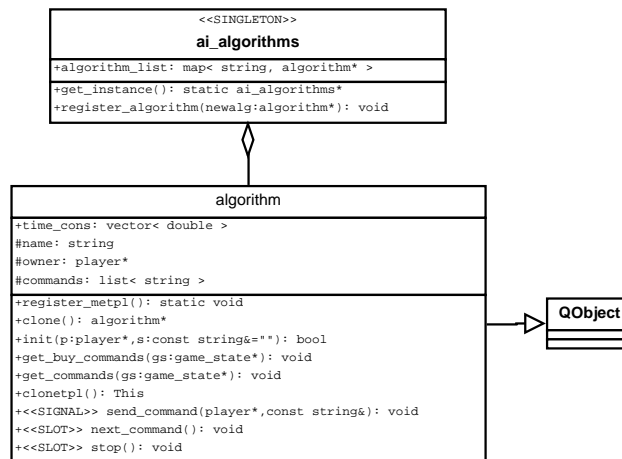 <<SINGLETON>>
ai_algorithms
+algorithm_list: map< string, algorithm* >
+get_instance(): static ai_algorithms*
+register_algorithm(newalg:algorithm*): void
algorithm
+time_cons: vector< double >
#name: string
#owner: player*
#commands: list< string >
+register_metpl(): static void
+clone(): algorithm*
+init(p:player*,s:const string&=""): bool
+get_buy_commands(gs:game_state*): void
+get_commands(gs:game_state*): void
+clonetpl(): This
+<<SIGNAL>> send_command(player*,const string&): void
+<<SLOT>> next_command(): void
+<<SLOT>> stop(): void
QObject